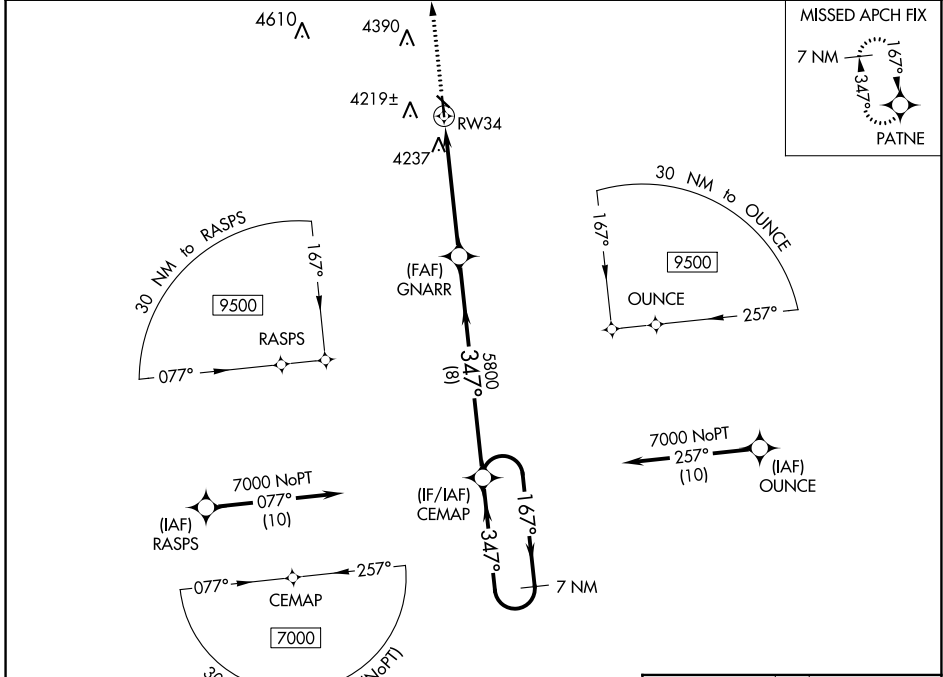 4610
4390
4219±
RW34
4237
MISSED APCH FIX
7 NM
167°
347°
PATNE
30 NM to RASPS
167°
9500
RASPS
077°
(FAF)
GNARR
30 NM to OUNCE
167°
9500
OUNCE
257°
5800
347°
(8)
7000 NoPT
257°
(10)
(IAF)
OUNCE
7000 NoPT
077°
(10)
(IAF)
RASPS
(IF/IAF)
CEMAP
167°
347°
7 NM
077°
257°
CEMAP
7000
30
(NoPT)